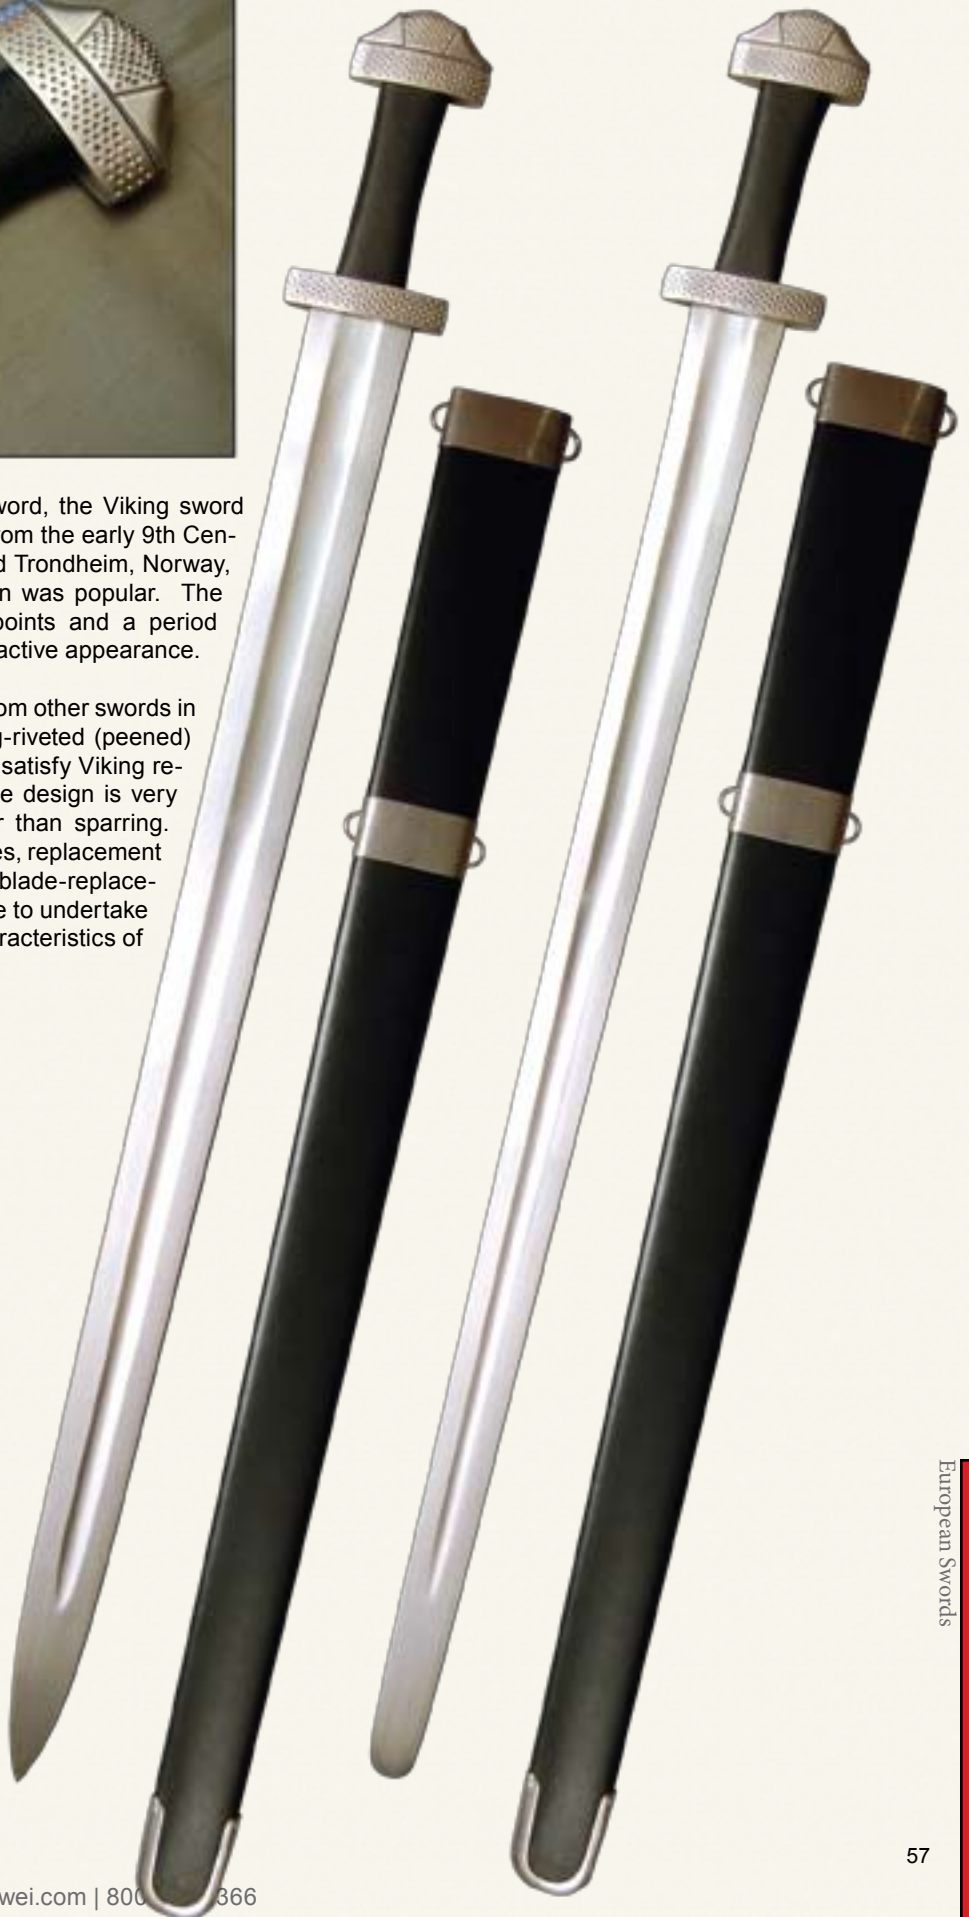 word, the Viking sword
rom the early 9th Cen-
d Trondheim, Norway,
n was popular. The
points and a period
active appearance.
om other swords in
g-riveted (peened)
satisfy Viking re-
e design is very
r than sparring.
es, replacement
blade-replace-
e to undertake
racteristics of
European Swords
57
wei.com | 800 366